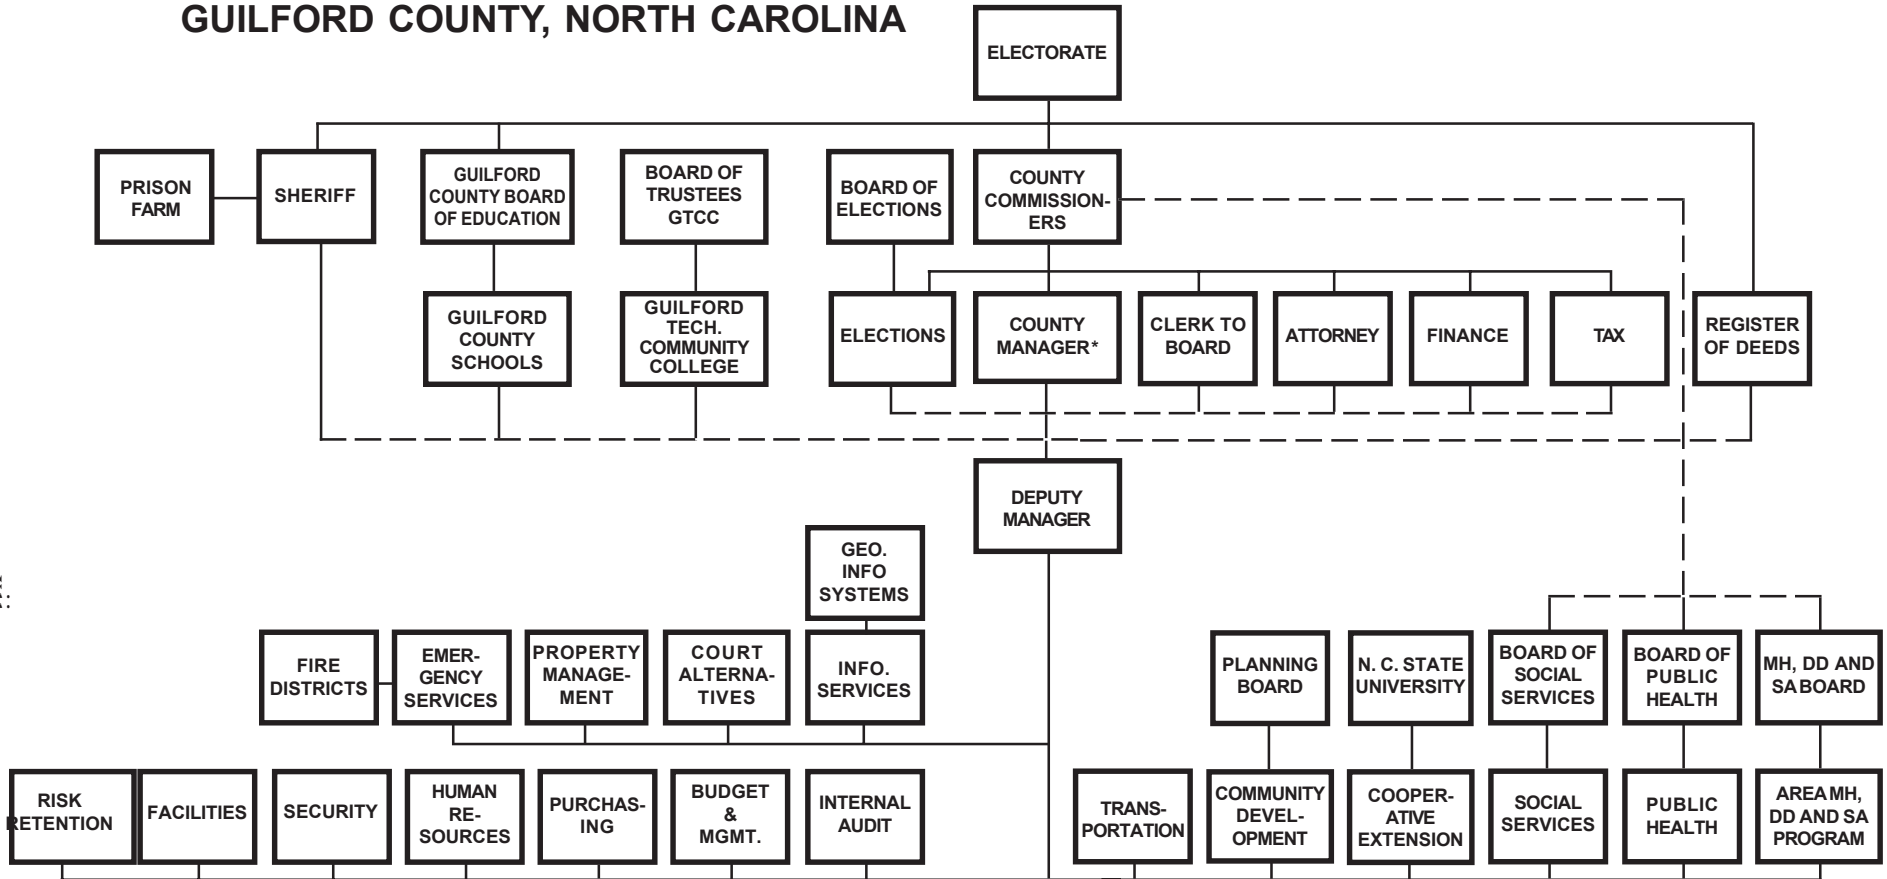 GUILFORD COUNTY, NORTH CAROLINA
ELECTORATE
PRISON
FARM
SHERIFF
GUILFORD
COUNTY BOARD
OF EDUCATION
BOARD OF
TRUSTEES
GTCC
BOARD OF
ELECTIONS
COUNTY
COMMISSION-
ERS
GUILFORD
COUNTY
SCHOOLS
GUILFORD
TECH.
COMMUNITY
COLLEGE
ELECTIONS
COUNTY
MANAGER*
CLERK TO
BOARD
ATTORNEY
FINANCE
TAX
REGISTER
OF DEEDS
DEPUTY
MANAGER
GEO.
INFO
SYSTEMS
FIRE
DISTRICTS
EMER-
GENCY
SERVICES
PROPERTY
MANAGE-
MENT
COURT
ALTERNA-
TIVES
INFO.
SERVICES
PLANNING
BOARD
N. C. STATE
UNIVERSITY
BOARD OF
SOCIAL
SERVICES
BOARD OF
PUBLIC
HEALTH
MH, DD AND
SA BOARD
RISK
RETENTION
FACILITIES
SECURITY
HUMAN
RE-
SOURCES
PURCHAS-
ING
BUDGET
&
MGMT.
INTERNAL
AUDIT
TRANS-
PORTATION
COMMUNITY
DEVEL-
OPMENT
COOPER-
ATIVE
EXTENSION
SOCIAL
SERVICES
PUBLIC
HEALTH
AREA MH,
DD AND SA
PROGRAM